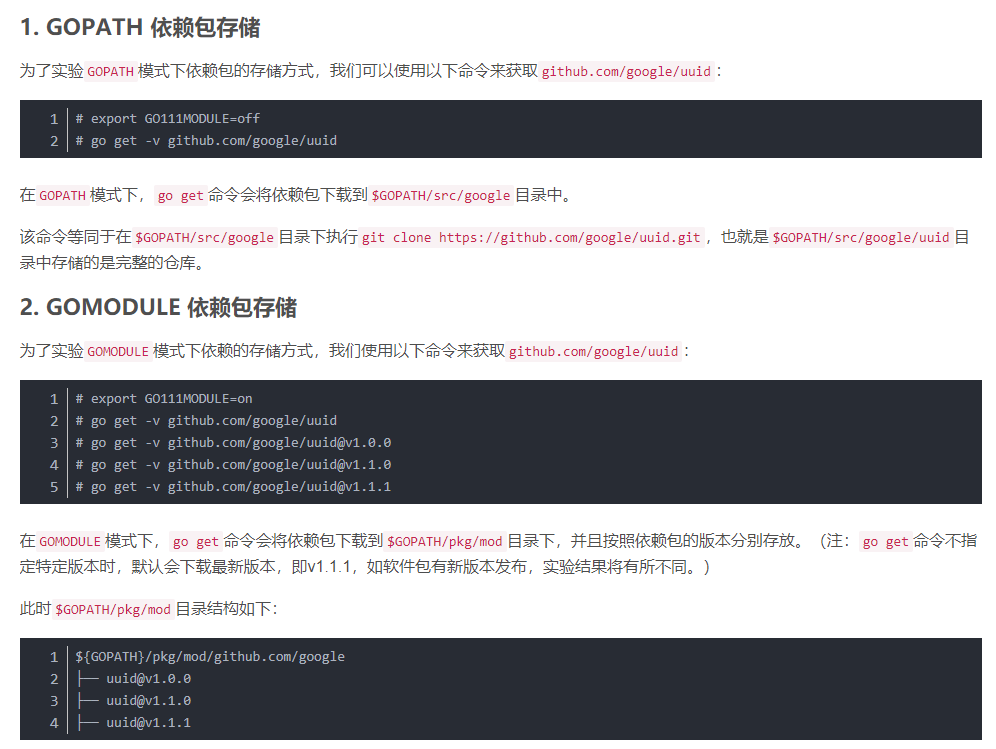 1. GOPATH 依赖包存储
为了实验 GOPATH 模式下依赖包的存储方式，我们可以使用以下命令来获取 github.com/google/uuid ：
1 # export GO111MODULE=off
2 # go get -v github.com/google/uuid
在 GOPATH 模式下， go get 命令会将依赖包下载到 $GOPATH/src/google 目录中。
该命令等同于在 $GOPATH/src/google 目录下执行 git clone https://github.com/google/uuid.git ，也就是 $GOPATH/src/google/uuid 目
录中存储的是完整的仓库。
2. GOMODULE 依赖包存储
为了实验 GOMODULE 模式下依赖的存储方式，我们使用以下命令来获取 github.com/google/uuid ：
1 # export GO111MODULE=on
2 # go get -v github.com/google/uuid
3 # go get -v github.com/google/uuid@v1.0.0
4 # go get -v github.com/google/uuid@v1.1.0
5 # go get -v github.com/google/uuid@v1.1.1
在 GOMODULE 模式下， go get 命令会将依赖包下载到 $GOPATH/pkg/mod 目录下，并且按照依赖包的版本分别存放。（注： go get 命令不指
定特定版本时，默认会下载最新版本，即v1.1.1，如软件包有新版本发布，实验结果将有所不同。）
此时 $GOPATH/pkg/mod 目录结构如下：
1 ${GOPATH}/pkg/mod/github.com/google
2 ├── uuid@v1.0.0
3 ├── uuid@v1.1.0
4 ├── uuid@v1.1.1